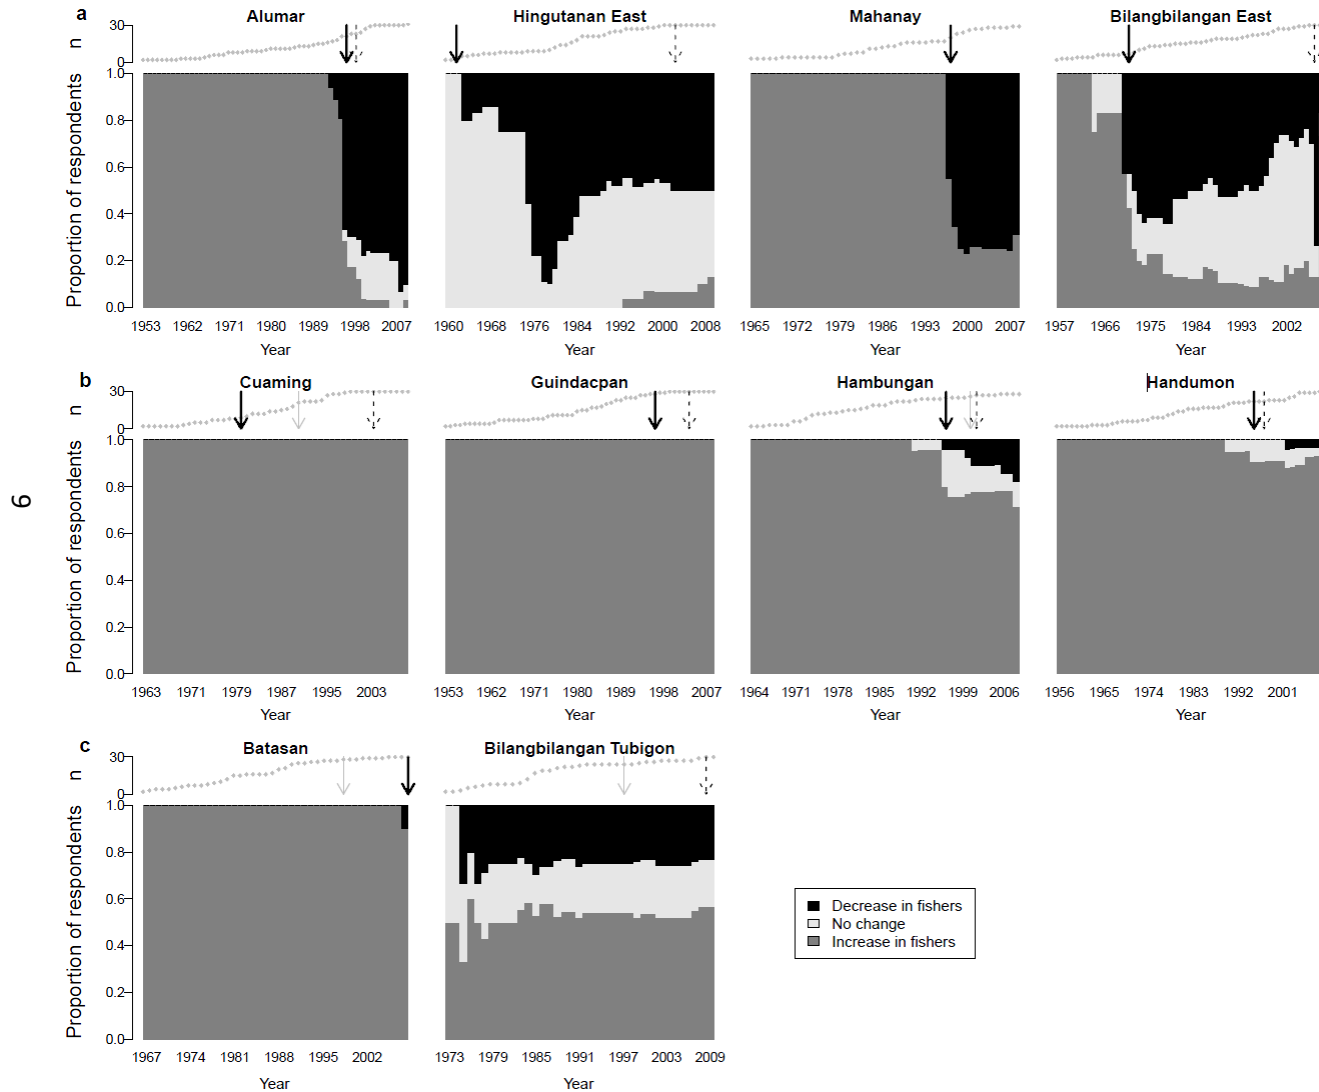 a
Alumar
Hingutanan East
Mahanay
Bilangbilangan East
30
n
0
1.0
0.8
0.6
0.4
0.2
0.0
Proportion of respondents
1953 1962 1971 1980 1989 1998 2007
1960 1968 1976 1984 1992 2000 2008
1965 1972 1979 1986 1993 2000 2007
1957 1966 1975 1984 1993 2002
Year Year Year Year
b
Cuaming
Guindacpan
Hambungan
Handumon
30
n
0
1.0
0.8
0.6
0.4
0.2
0.0
Proportion of respondents
6
1963 1971 1979 1987 1995 2003
1953 1962 1971 1980 1989 1998 2007
1964 1971 1978 1985 1992 1999 2006
1956 1965 1974 1983 1992 2001
Year Year Year Year
c
Batasan
Bilangbilangan Tubigon
30
n
0
1.0
0.8
0.6
0.4
0.2
0.0
Proportion of respondents
1967 1974 1981 1988 1995 2002
1973 1979 1985 1991 1997 2003 2009
Year Year
Decrease in fishers
No change
Increase in fishers